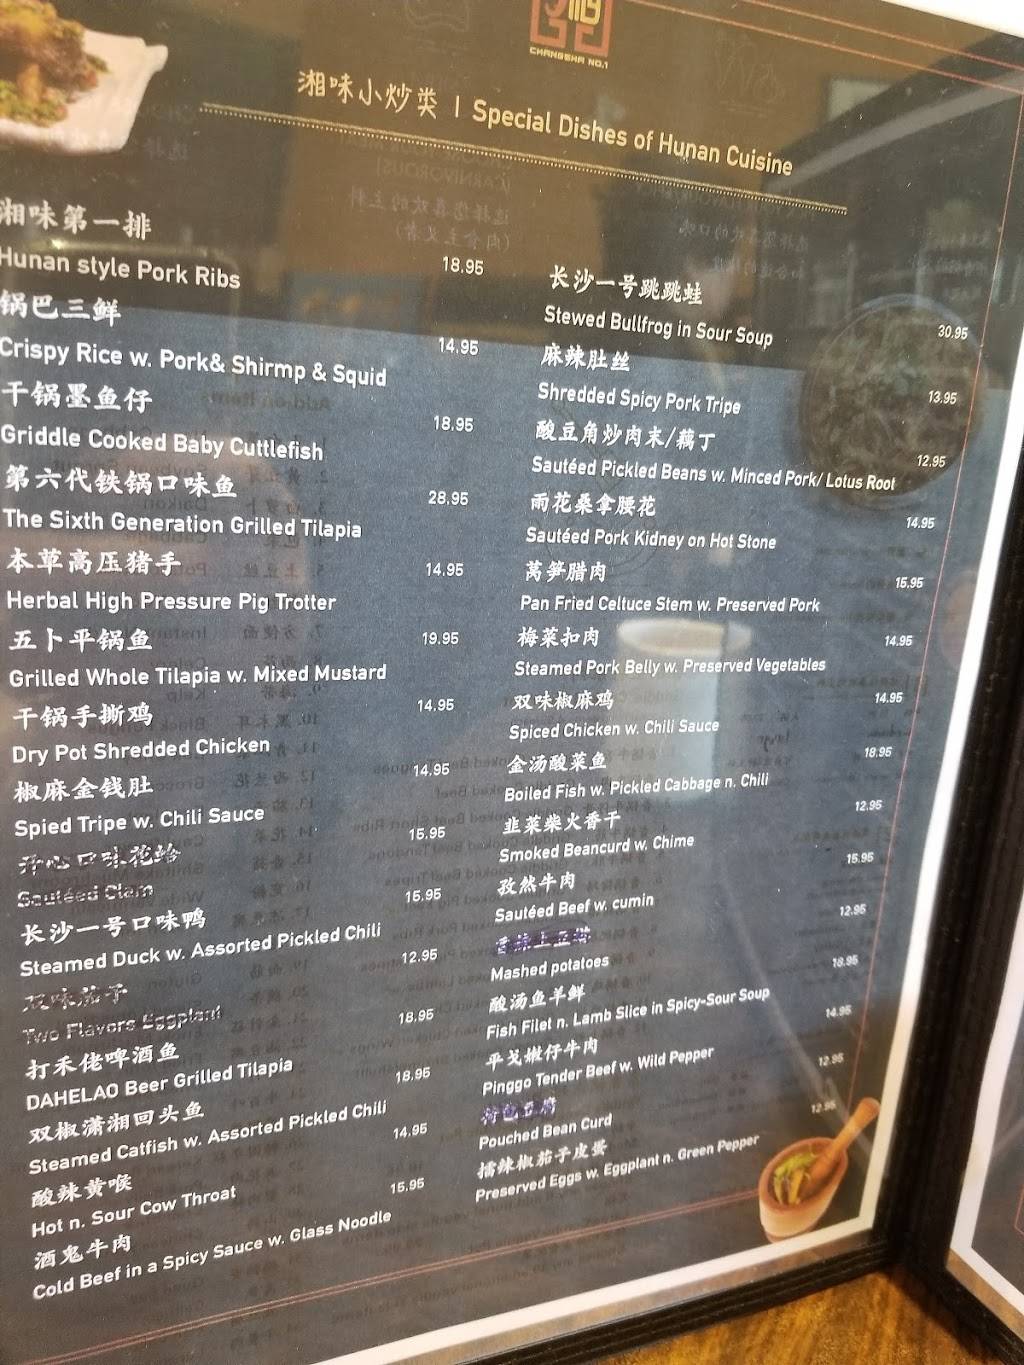 CHANGSHA NO.1
湘味小炒类 | Special Dishes of Hunan Cuisine
湘味第一排
Hunan style Pork Ribs 18.95
锅巴三鲜
Crispy Rice w. Pork& Shirmp & Squid 14.95
干锅墨鱼仔
Griddle Cooked Baby Cuttlefish 18.95
第六代铁锅口味鱼
The Sixth Generation Grilled Tilapia 28.95
本草高压猪手
Herbal High Pressure Pig Trotter 14.95
五卜平锅鱼
Grilled Whole Tilapia w. Mixed Mustard 19.95
干锅手撕鸡
Dry Pot Shredded Chicken 14.95
椒麻金钱肚
Spied Tripe w. Chili Sauce 14.95
开心口味花蛤
Sautéed Clam 15.95
长沙一号口味鸭
Steamed Duck w. Assorted Pickled Chili 15.95
双味茄子
Two Flavors Eggplant 12.95
打禾佬啤酒鱼
DAHELAO Beer Grilled Tilapia 18.95
双椒潇湘回头鱼
Steamed Catfish w. Assorted Pickled Chili 18.95
酸辣黄喉
Hot n. Sour Cow Throat 14.95
酒鬼牛肉
Cold Beef in a Spicy Sauce w. Glass Noodle 15.95
长沙一号跳跳蛙
Stewed Bullfrog in Sour Soup 30.95
麻辣肚丝
Shredded Spicy Pork Tripe 13.95
酸豆角炒肉末/藕丁
Sautéed Pickled Beans w. Minced Pork/ Lotus Root 12.95
雨花桑拿腰花
Sautéed Pork Kidney on Hot Stone 14.95
莴笋腊肉
Pan Fried Celtuce Stem w. Preserved Pork 15.95
梅菜扣肉
Steamed Pork Belly w. Preserved Vegetables 14.95
双味椒麻鸡
Spiced Chicken w. Chili Sauce 14.95
金汤酸菜鱼
Boiled Fish w. Pickled Cabbage n. Chili 18.95
韭菜柴火香干
Smoked Beancurd w. Chime 12.95
孜然牛肉
Sautéed Beef w. cumin 15.95
Mashed potatoes 12.95
酸汤鱼羊鲜
Fish Filet n. Lamb Slice in Spicy-Sour Soup 18.95
平戈嫩仔牛肉
Pinggo Tender Beef w. Wild Pepper 14.95
荷包豆腐
Pouched Bean Curd 12.95
擂辣椒茄子皮蛋
Preserved Eggs w. Eggplant n. Green Pepper 12.95